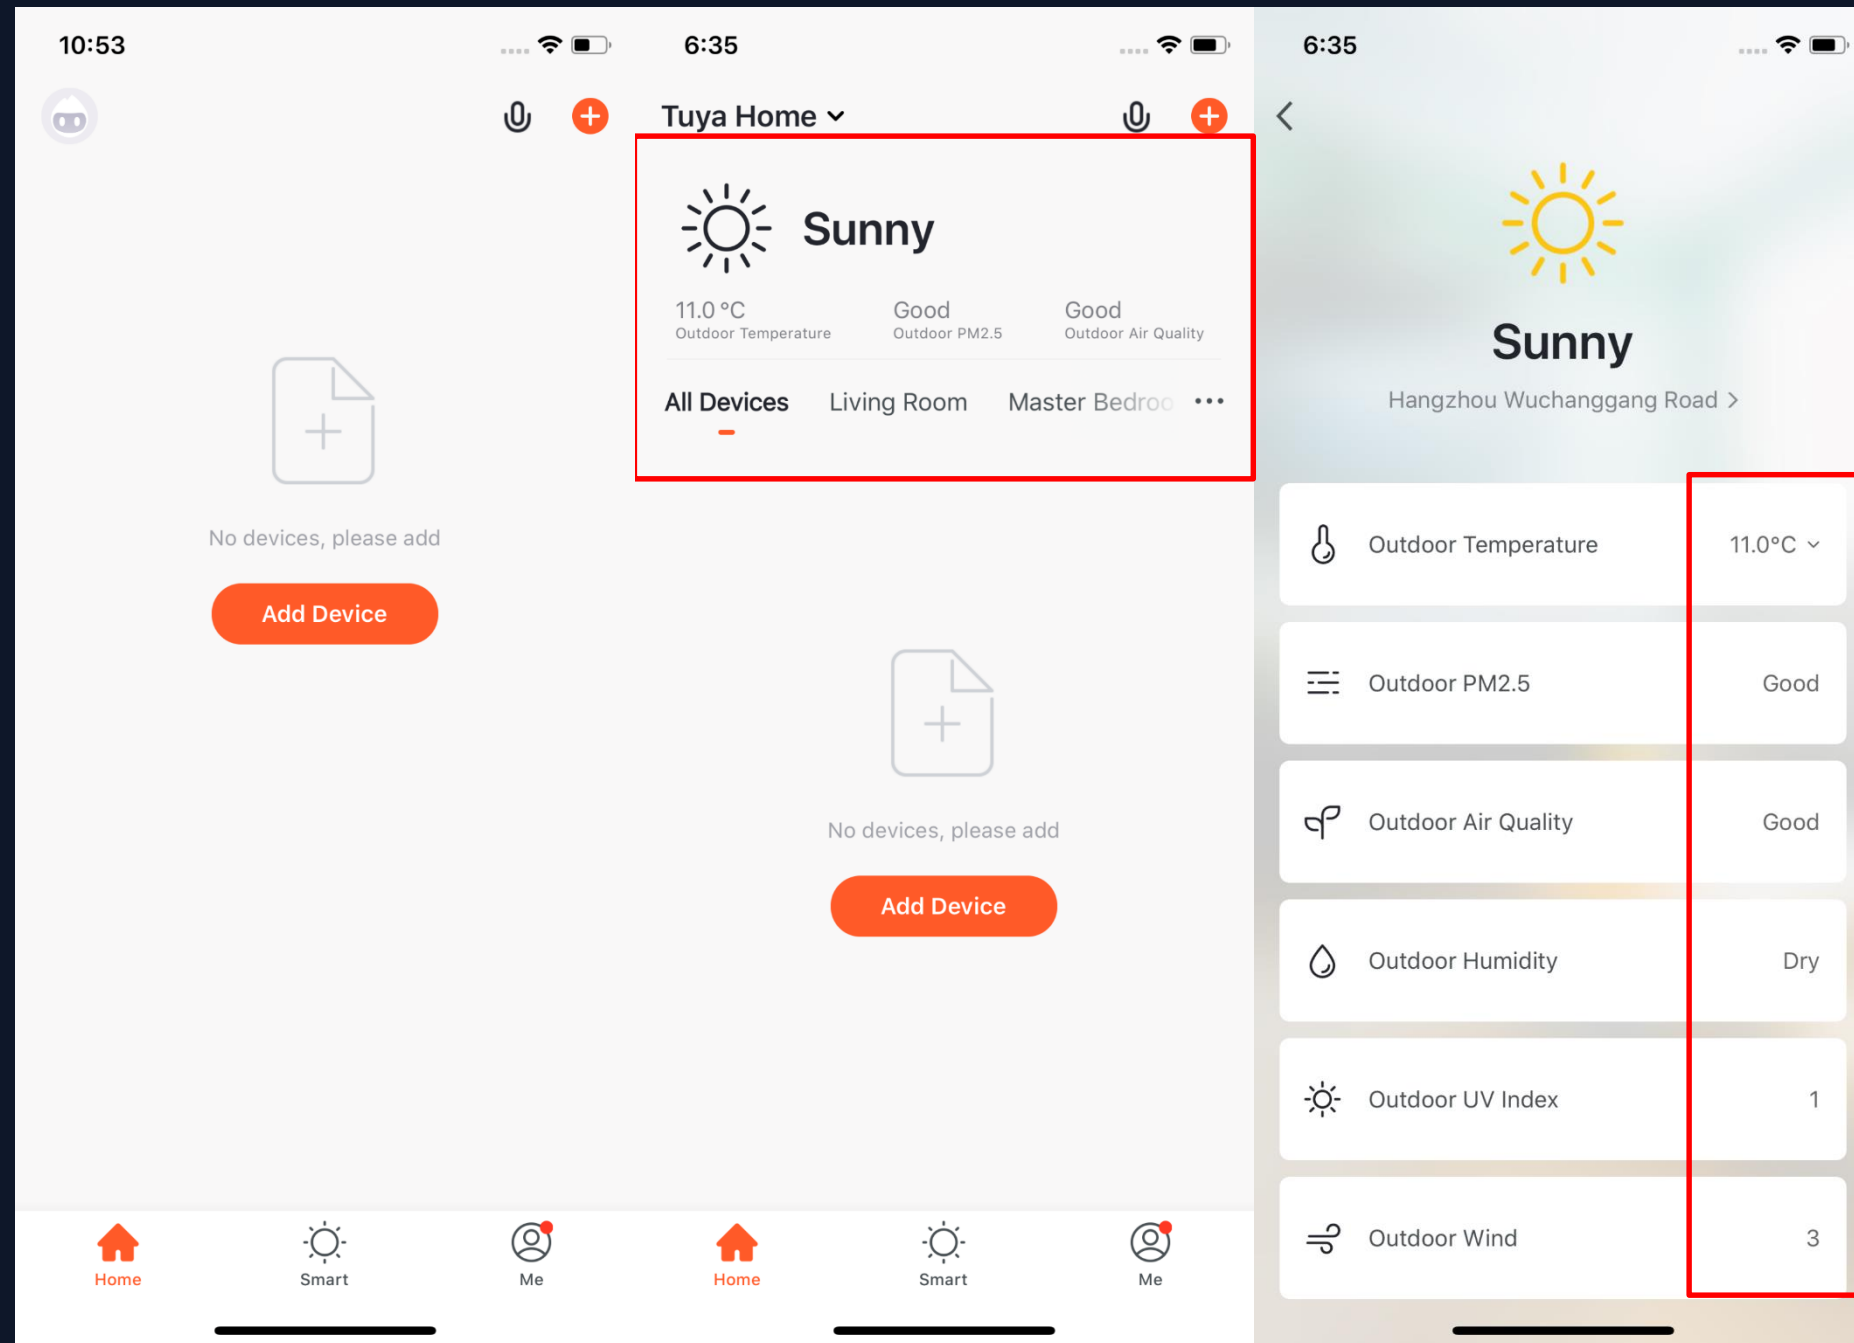 10:53
No devices, please add
Add Device
Home
Smart
Me
6:35
Tuya Home
Sunny
11.0 °C
Outdoor Temperature
Good
Outdoor PM2.5
Good
Outdoor Air Quality
All Devices
Living Room
Master Bedroo
No devices, please add
Add Device
Home
Smart
Me
6:35
Sunny
Hangzhou Wuchanggang Road >
Outdoor Temperature 11.0°C
Outdoor PM2.5 Good
Outdoor Air Quality Good
Outdoor Humidity Dry
Outdoor UV Index 1
Outdoor Wind 3